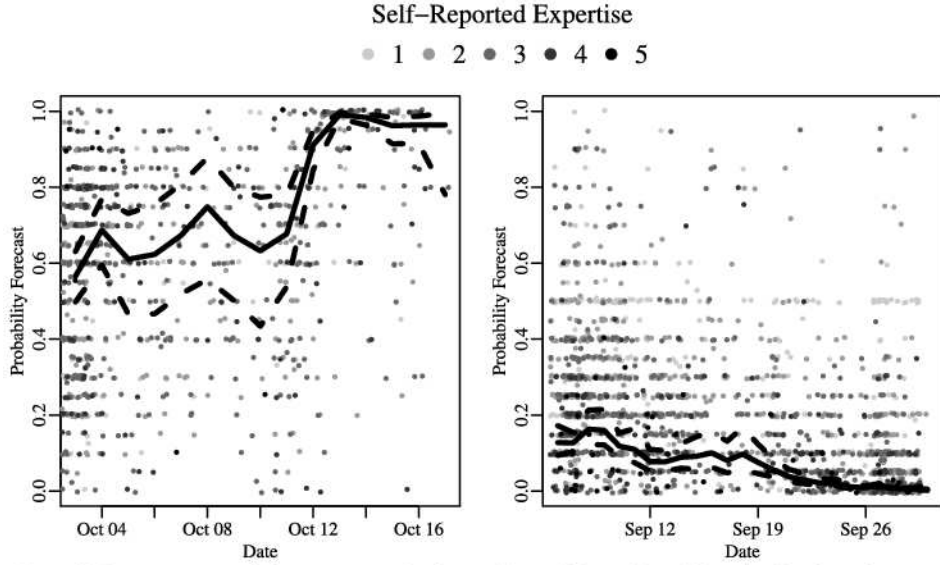 Self-Reported Expertise
1 2 3 4 5
Probability Forecast
0.0 0.2 0.4 0.6 0.8 1.0
Oct 04 Oct 08 Oct 12 Oct 16
Date
Probability Forecast
0.0 0.2 0.4 0.6 0.8 1.0
Sep 12 Sep 19 Sep 26
Date